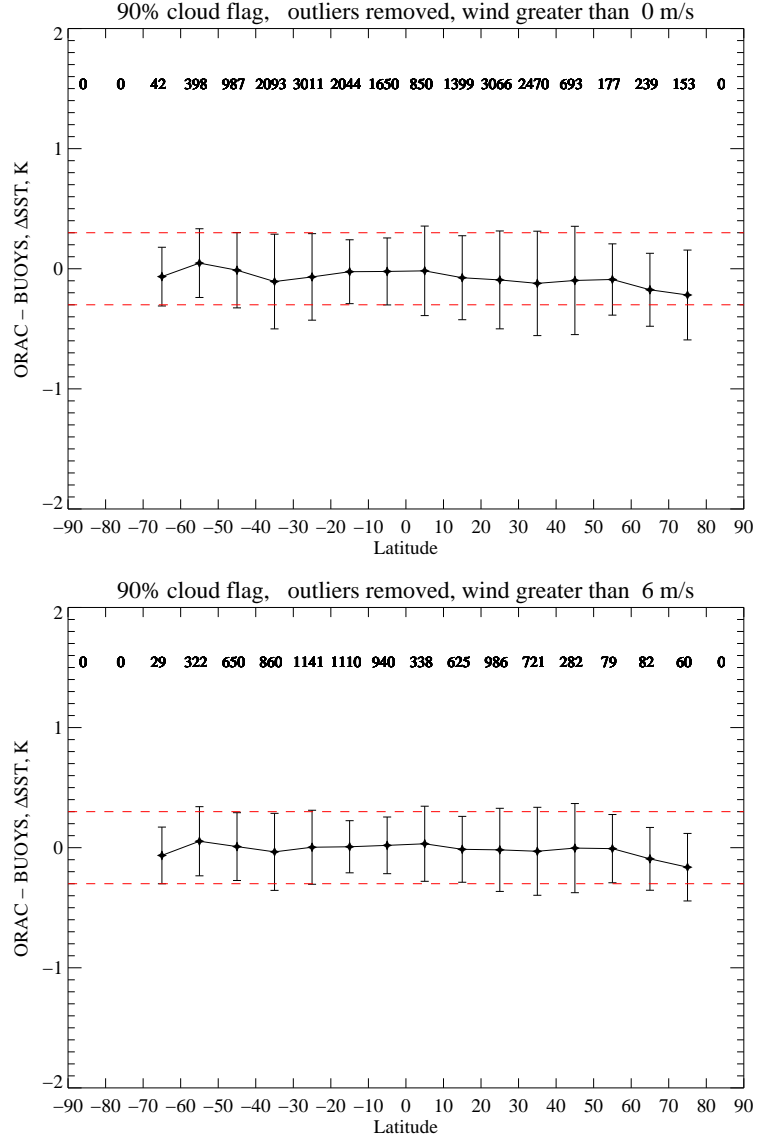 90% cloud flag, outliers removed, wind greater than 0 m/s
2
0 0 42 398 987 2093 3011 2044 1650 850 1399 3066 2470 693 177 239 153 0
1
0
−1
−2
ORAC − BUOYS, ΔSST, K
−90 −80 −70 −60 −50 −40 −30 −20 −10 0 10 20 30 40 50 60 70 80 90
Latitude
90% cloud flag, outliers removed, wind greater than 6 m/s
2
0 0 29 322 650 860 1141 1110 940 338 625 986 721 282 79 82 60 0
1
0
−1
−2
ORAC − BUOYS, ΔSST, K
−90 −80 −70 −60 −50 −40 −30 −20 −10 0 10 20 30 40 50 60 70 80 90
Latitude